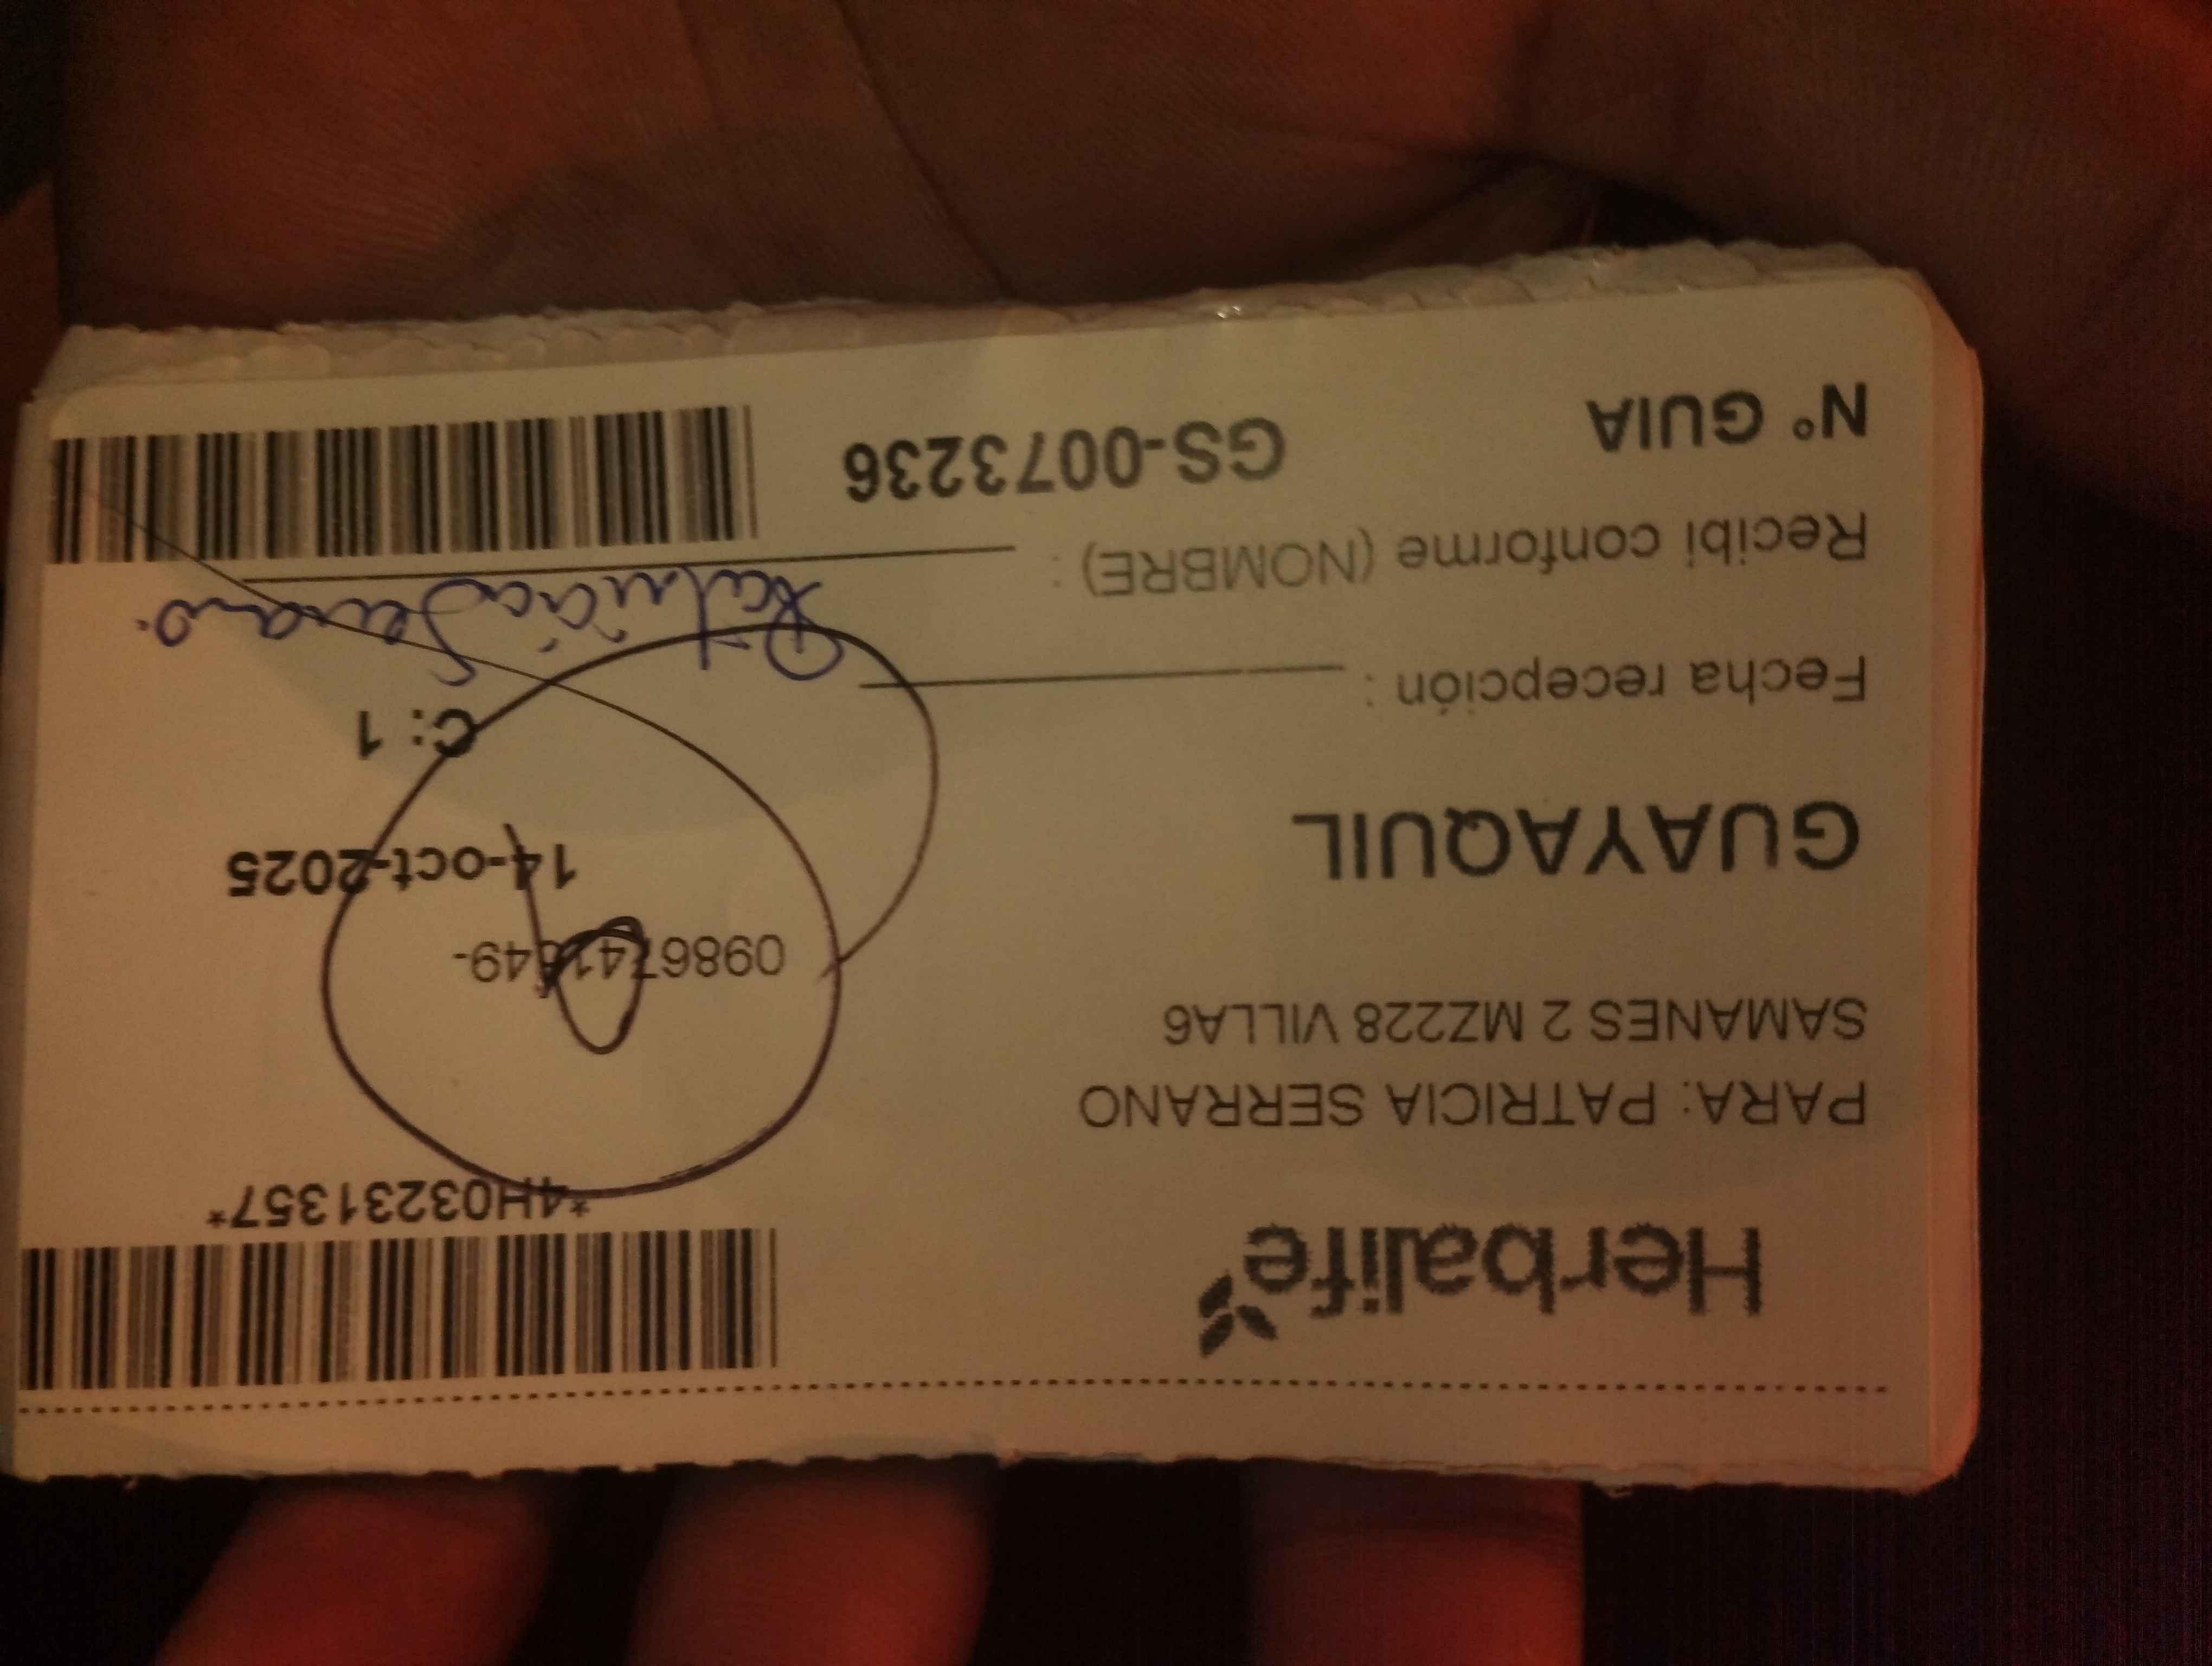 Herbalife
*4H03231357*
PARA: PATRICIA SERRANO
SAMANES 2 MZ228 VILLA6
GUAYAQUIL
14-oct-2025
C: 1
Fecha recepción :
Recibi conforme (NOMBRE) : Patricia Serrano.
N° GUIA GS-0073236